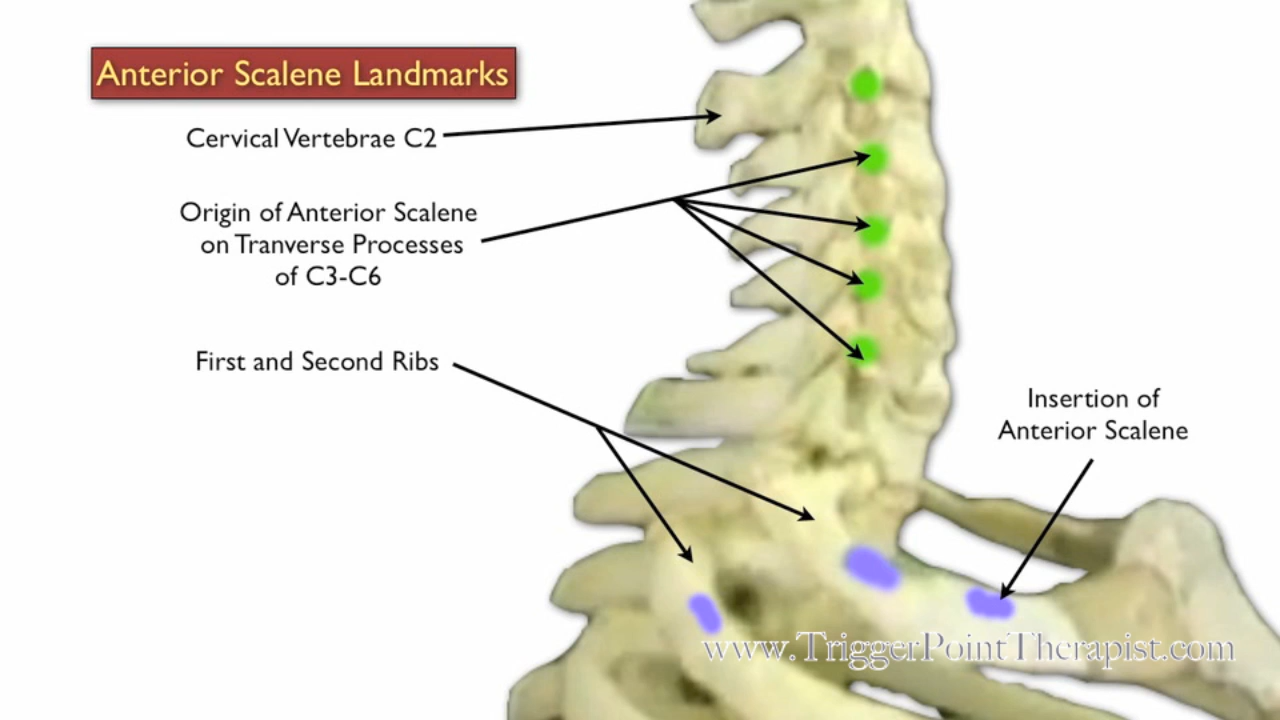 Anterior Scalene Landmarks
Cervical Vertebrae C2
Origin of Anterior Scalene
on Tranverse Processes
of C3-C6
First and Second Ribs
Insertion of
Anterior Scalene
www.TriggerPointTherapist.com